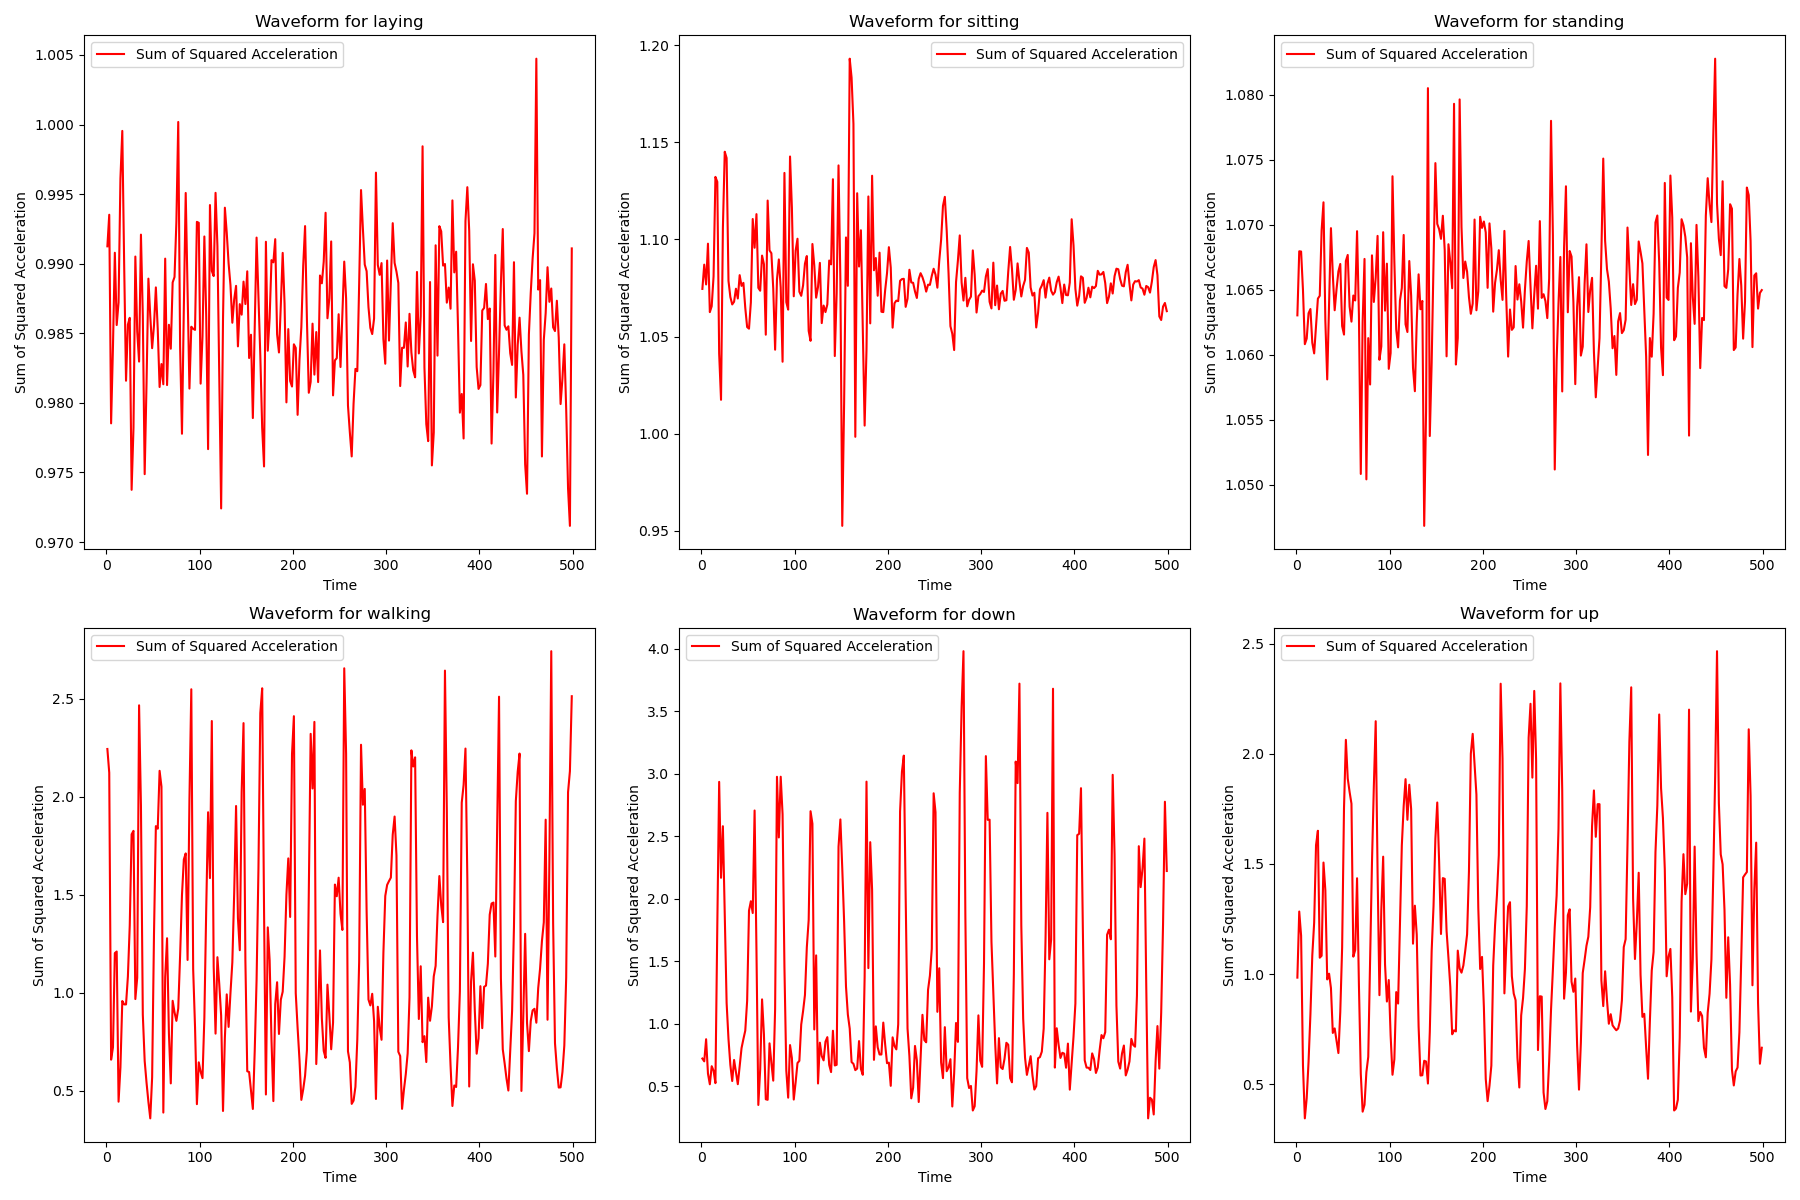 Waveform for laying
Sum of Squared Acceleration
Sum of Squared Acceleration
1.005
1.000
0.995
0.990
0.985
0.980
0.975
0.970
0 100 200 300 400 500
Time
Waveform for sitting
Sum of Squared Acceleration
Sum of Squared Acceleration
1.20
1.15
1.10
1.05
1.00
0.95
0 100 200 300 400 500
Time
Waveform for standing
Sum of Squared Acceleration
Sum of Squared Acceleration
1.080
1.075
1.070
1.065
1.060
1.055
1.050
0 100 200 300 400 500
Time
Waveform for walking
Sum of Squared Acceleration
Sum of Squared Acceleration
2.5
2.0
1.5
1.0
0.5
0 100 200 300 400 500
Time
Waveform for down
Sum of Squared Acceleration
Sum of Squared Acceleration
4.0
3.5
3.0
2.5
2.0
1.5
1.0
0.5
0 100 200 300 400 500
Time
Waveform for up
Sum of Squared Acceleration
Sum of Squared Acceleration
2.5
2.0
1.5
1.0
0.5
0 100 200 300 400 500
Time